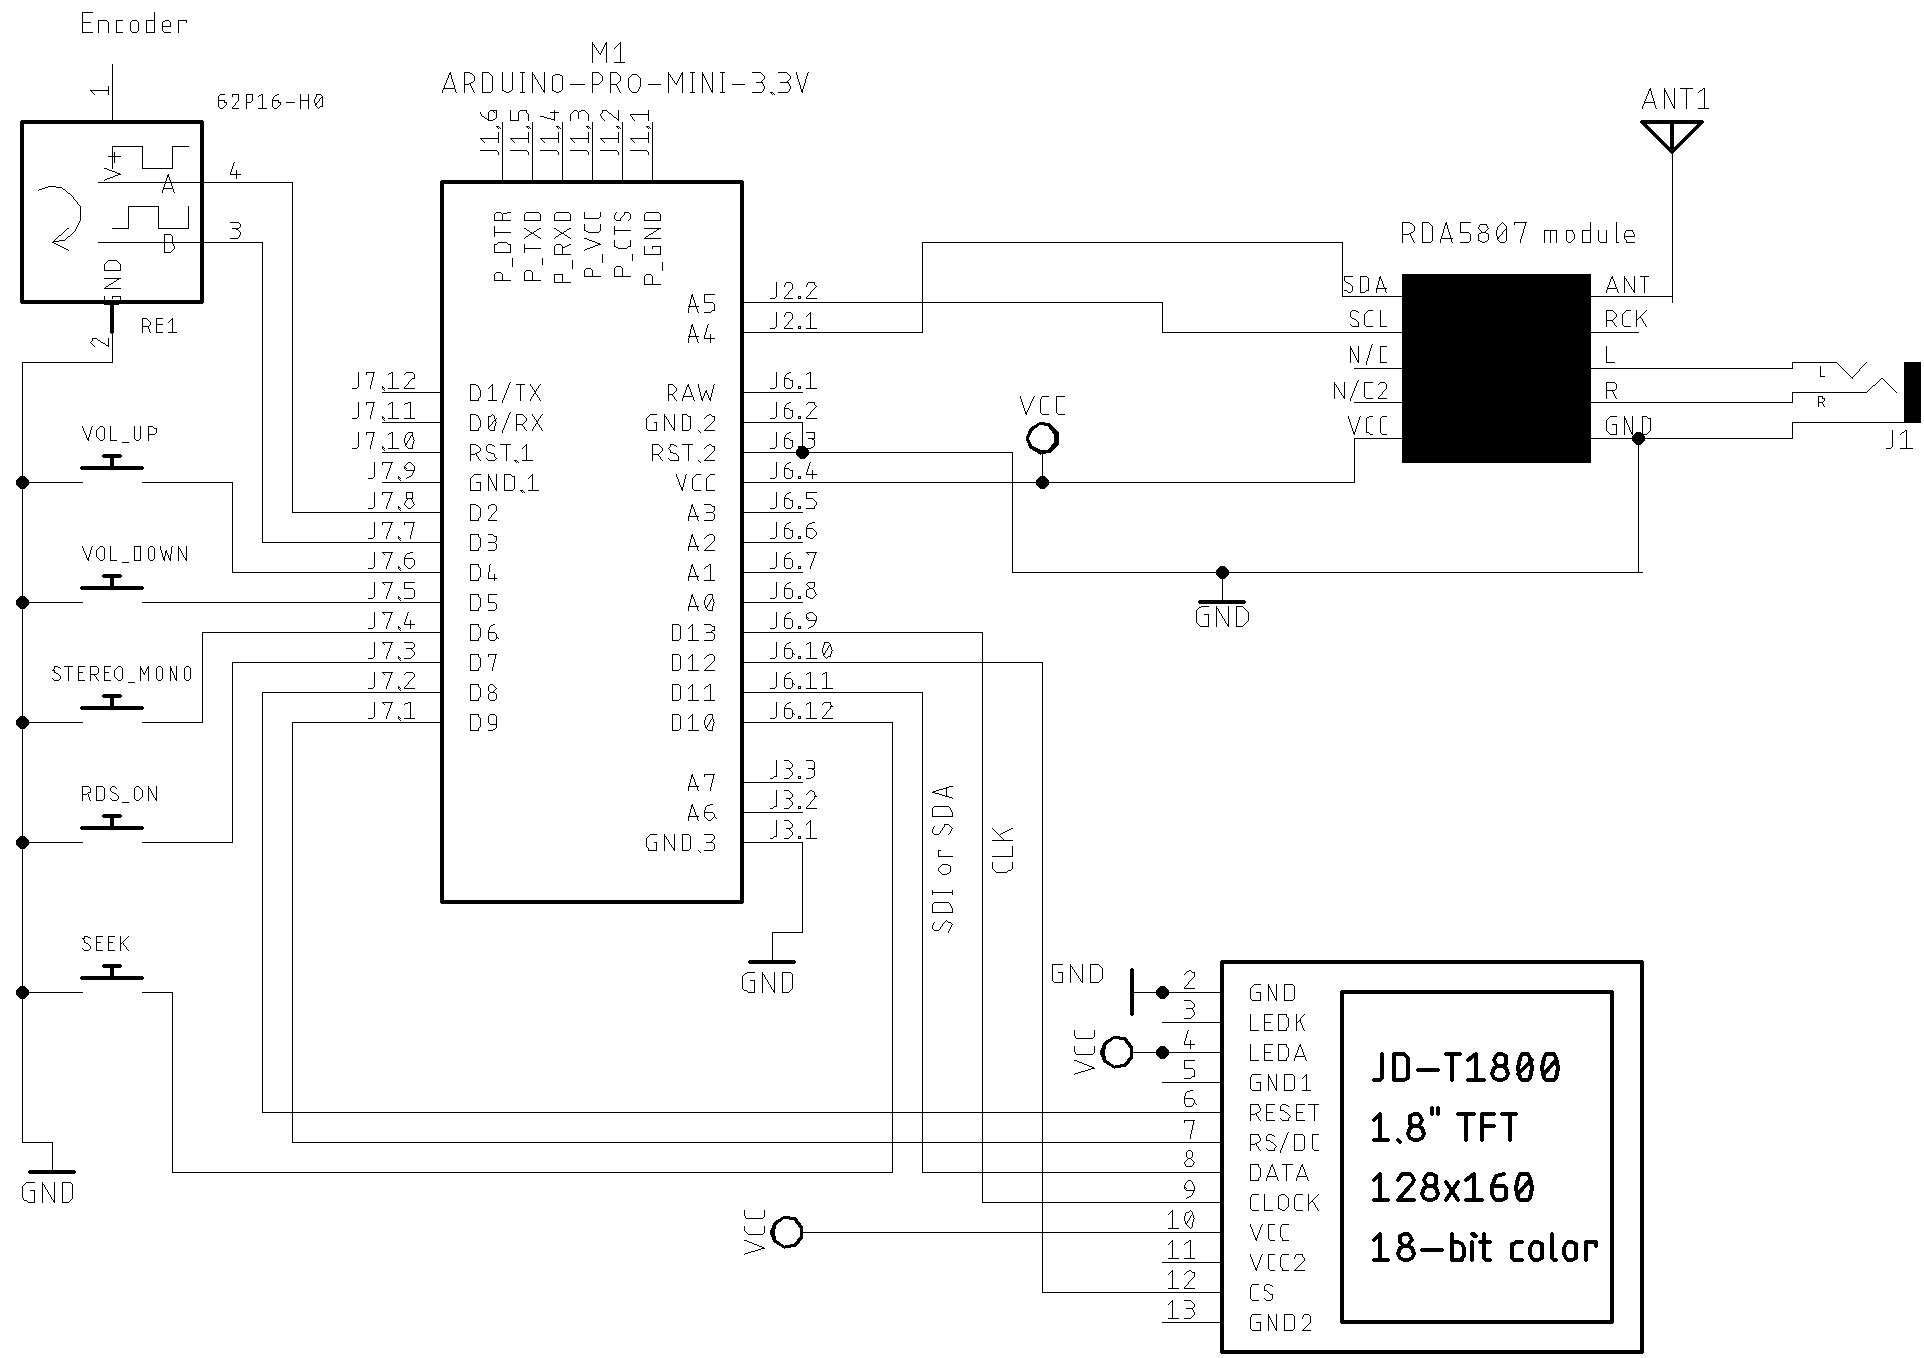 Encoder
1
62P16-H0
V+
A
4
B
3
GND
RE1
2
VOL_UP
VOL_DOWN
STEREO_MONO
RDS_ON
SEEK
GND
M1
ARDUINO-PRO-MINI-3.3V
J1.6
J1.5
J1.4
J1.3
J1.2
J1.1
P_DTR
P_TXD
P_RXD
P_VCC
P_CTS
P_GND
J7.12
D1/TX
J7.11
D0/RX
J7.10
RST.1
J7.9
GND.1
J7.8
D2
J7.7
D3
J7.6
D4
J7.5
D5
J7.4
D6
J7.3
D7
J7.2
D8
J7.1
D9
A5
J2.2
A4
J2.1
RAW
J6.1
GND.2
J6.2
RST.2
J6.3
VCC
J6.4
A3
J6.5
A2
J6.6
A1
J6.7
A0
J6.8
D13
J6.9
D12
J6.10
D11
J6.11
D10
J6.12
A7
J3.3
A6
J3.2
GND.3
J3.1
GND
SDI or SDA
CLK
VCC
GND
ANT1
RDA5807 module
SDA
SCL
N/C
N/C2
VCC
ANT
RCK
L
R
GND
L
R
J1
GND
VCC
VCC
2
GND
3
LEDK
4
LEDA
5
GND1
6
RESET
7
RS/DC
8
DATA
9
CLOCK
10
VCC
11
VCC2
12
CS
13
GND2
JD-T1800
1.8" TFT
128x160
18-bit color